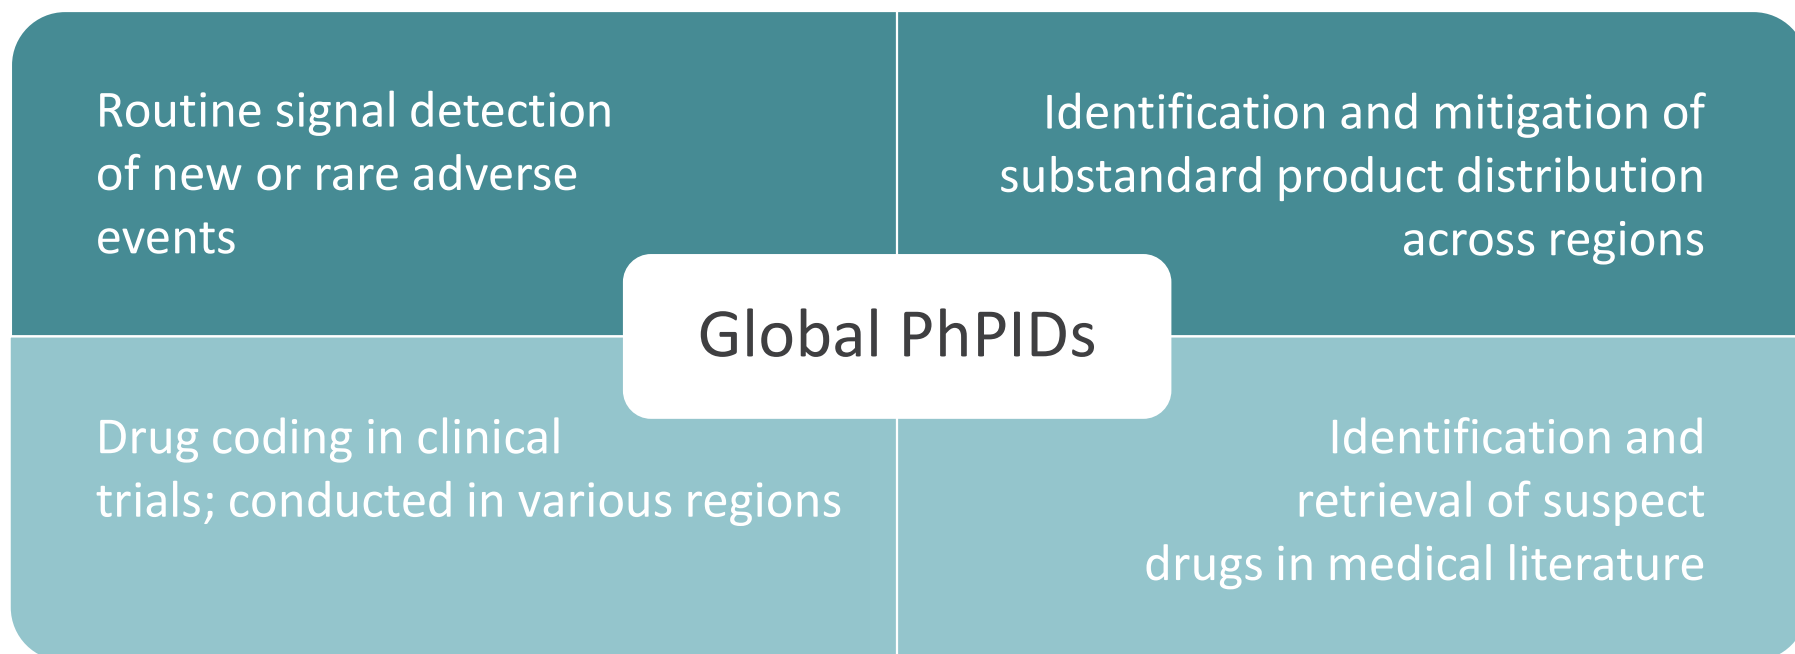 Routine signal detection
of new or rare adverse
events
Identification and mitigation of
substandard product distribution
across regions
Global PhPIDs
Drug coding in clinical
trials; conducted in various regions
Identification and
retrieval of suspect
drugs in medical literature